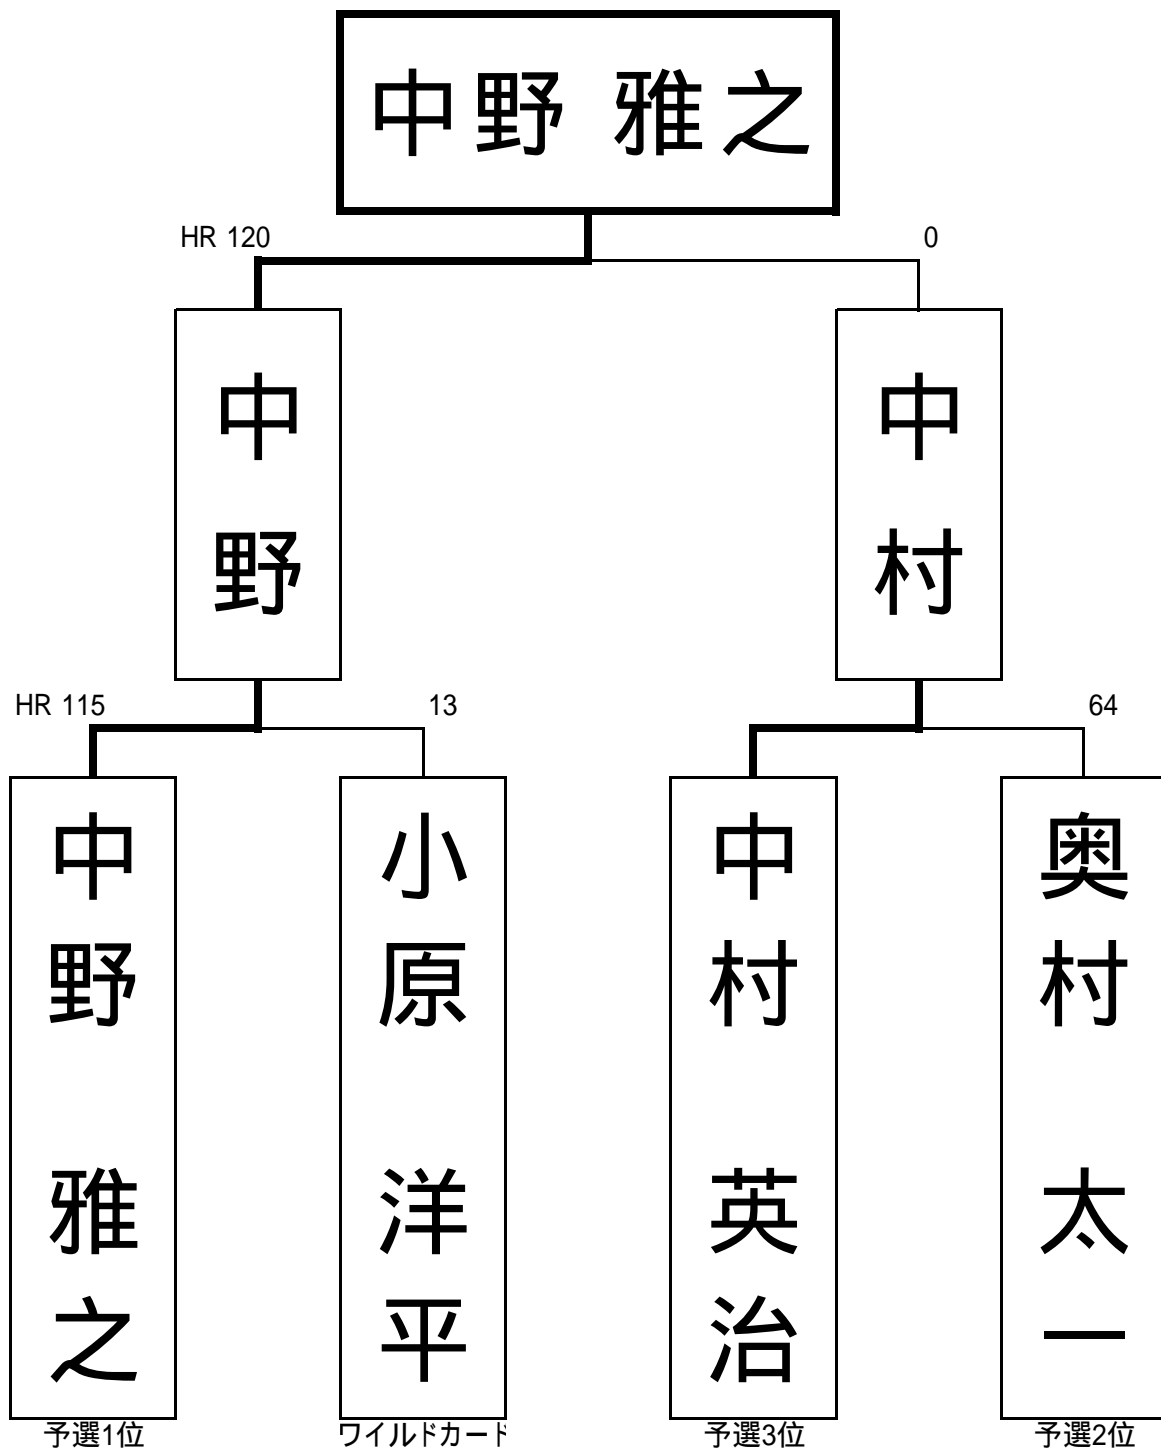 中野 雅之
HR 120
0
中野
中村
HR 115
13
64
中野 雅之
小原 洋平
中村 英治
奥村 太一
予選1位
ワイルドカード
予選3位
予選2位